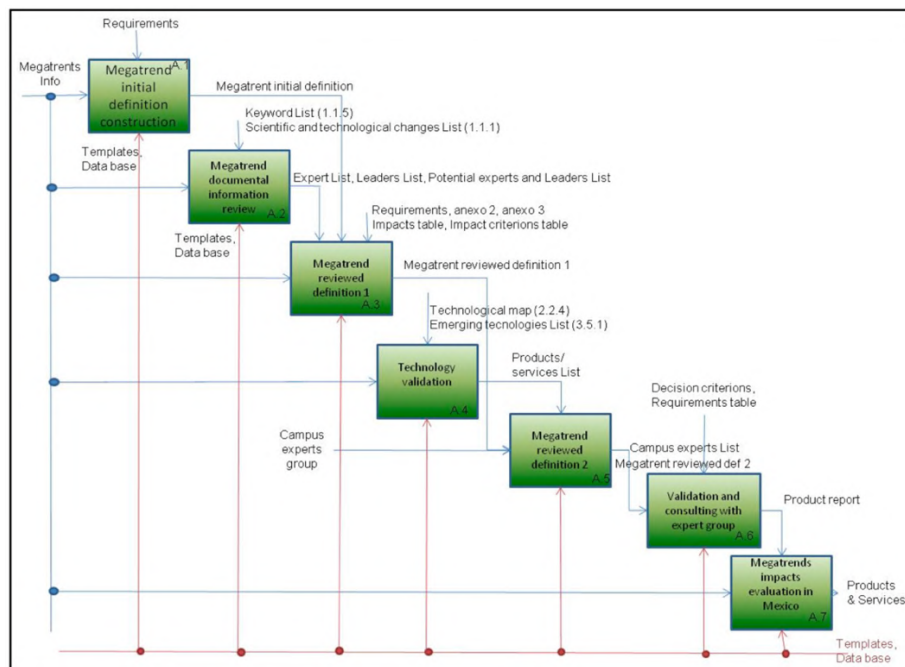 Requirements
Megatrents
Info
Megatrend
initial
definition
construction
A.1
Megatrent initial definition
Keyword List (1.1.5)
Scientific and technological changes List (1.1.1)
Templates,
Data base
Megatrend
documental
information
review
A.2
Expert List, Leaders List, Potential experts and Leaders List
Requirements, anexo 2, anexo 3
Impacts table, Impact criterions table
Templates,
Data base
Megatrend
reviewed
definition 1
A.3
Megatrent reviewed definition 1
Technological map (2.2.4)
Emerging tecnologies List (3.5.1)
Technology
validation
A.4
Products/
services List
Decision criterions,
Requirements table
Campus
experts
group
Megatrend
reviewed
definition 2
A.5
Campus experts List
Megatrent reviewed def 2
Validation and
consulting with
expert group
A.6
Product report
Megatrends
impacts
evaluation in
Mexico
A.7
Products
& Services
Templates,
Data base